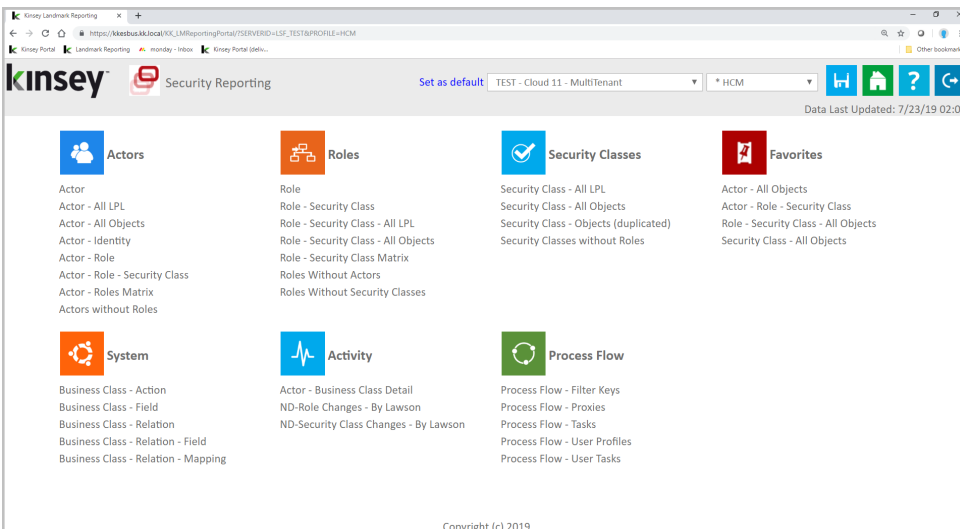 Kinsey Landmark Reporting
https://kkesbus.kk.local/KK_LMReportingPortal/?SERVERID=LSF_TEST&PROFILE=HCM
Kinsey Portal Landmark Reporting monday - Inbox Kinsey Portal (deliv... Other bookmark
kinsey Security Reporting Set as default TEST - Cloud 11 - MultiTenant * HCM ?
Data Last Updated: 7/23/19 02:0
Actors
Actor
Actor - All LPL
Actor - All Objects
Actor - Identity
Actor - Role
Actor - Role - Security Class
Actor - Roles Matrix
Actors without Roles
Roles
Role
Role - Security Class
Role - Security Class - All LPL
Role - Security Class - All Objects
Role - Security Class Matrix
Roles Without Actors
Roles Without Security Classes
Security Classes
Security Class - All LPL
Security Class - All Objects
Security Class - Objects (duplicated)
Security Classes without Roles
Favorites
Actor - All Objects
Actor - Role - Security Class
Role - Security Class - All Objects
Security Class - All Objects
System
Business Class - Action
Business Class - Field
Business Class - Relation
Business Class - Relation - Field
Business Class - Relation - Mapping
Activity
Actor - Business Class Detail
ND-Role Changes - By Lawson
ND-Security Class Changes - By Lawson
Process Flow
Process Flow - Filter Keys
Process Flow - Proxies
Process Flow - Tasks
Process Flow - User Profiles
Process Flow - User Tasks
Copyright (c) 2019